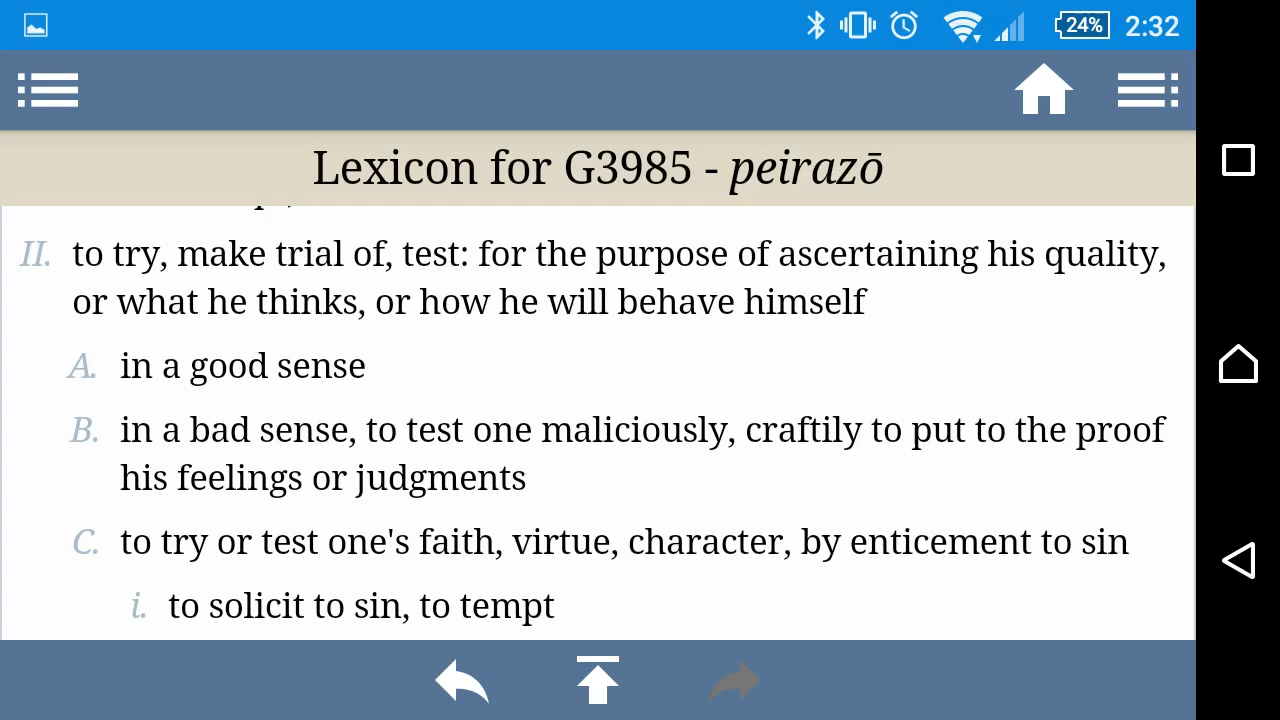 24% 2:32
Lexicon for G3985 - peirazō
II. to try, make trial of, test: for the purpose of ascertaining his quality,
or what he thinks, or how he will behave himself
A. in a good sense
B. in a bad sense, to test one maliciously, craftily to put to the proof
his feelings or judgments
C. to try or test one's faith, virtue, character, by enticement to sin
i. to solicit to sin, to tempt